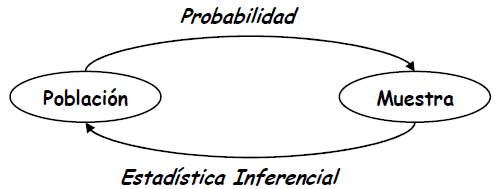 Probabilidad
Población
Muestra
Estadística Inferencial